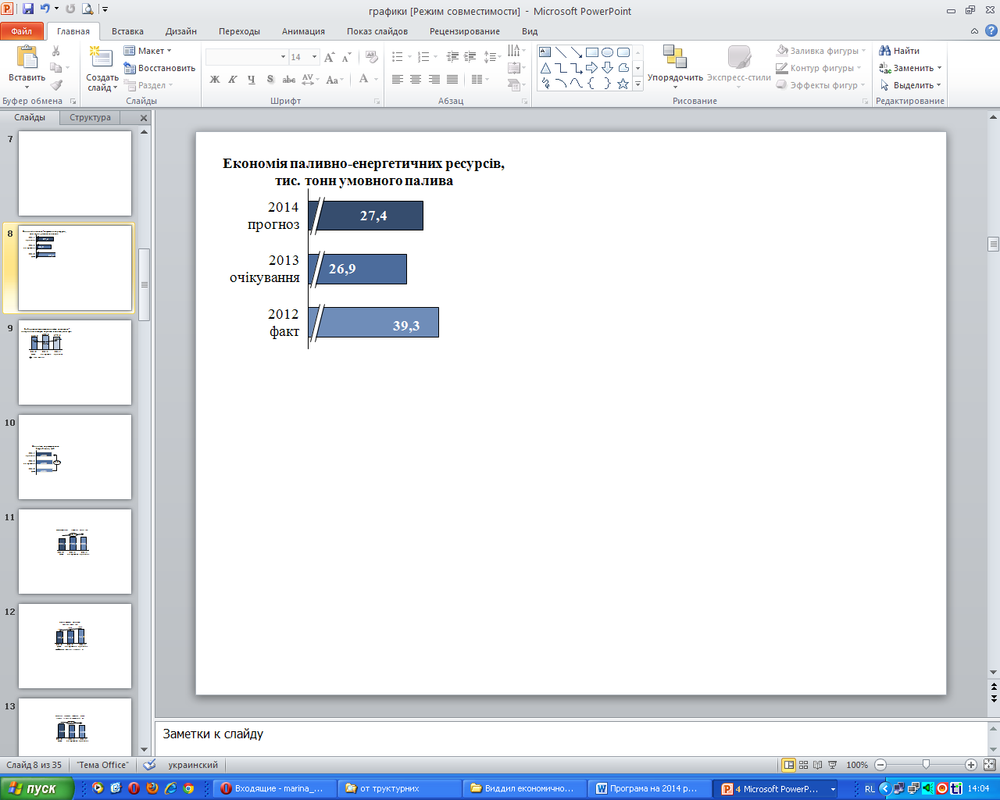 графики [Режим совместимости] - Microsoft PowerPoint
Файл Главная Вставка Дизайн Переходы Анимация Показ слайдов Рецензирование Вид
Вставить
Буфер обмена
Создать слайд
Макет
Восстановить
Раздел
Слайды
14
Шрифт
Абзац
Упорядочить
Экспресс-стили
Заливка фигуры
Контур фигуры
Эффекты фигур
Рисование
Найти
Заменить
Выделить
Редактирование
Слайды Структура
7
8
9
10
11
12
13
Економія паливно-енергетичних ресурсів,
тис. тонн умовного палива
2014
прогноз
27,4
2013
очікування
26,9
2012
факт
39,3
Заметки к слайду
Слайд 8 из 35 "Тема Office" украинский 100%
пуск
Входящие - marina_...
от труктурних
Виддил економично...
Програма на 2014 р...
4 Microsoft PowerP...
RL
14:04